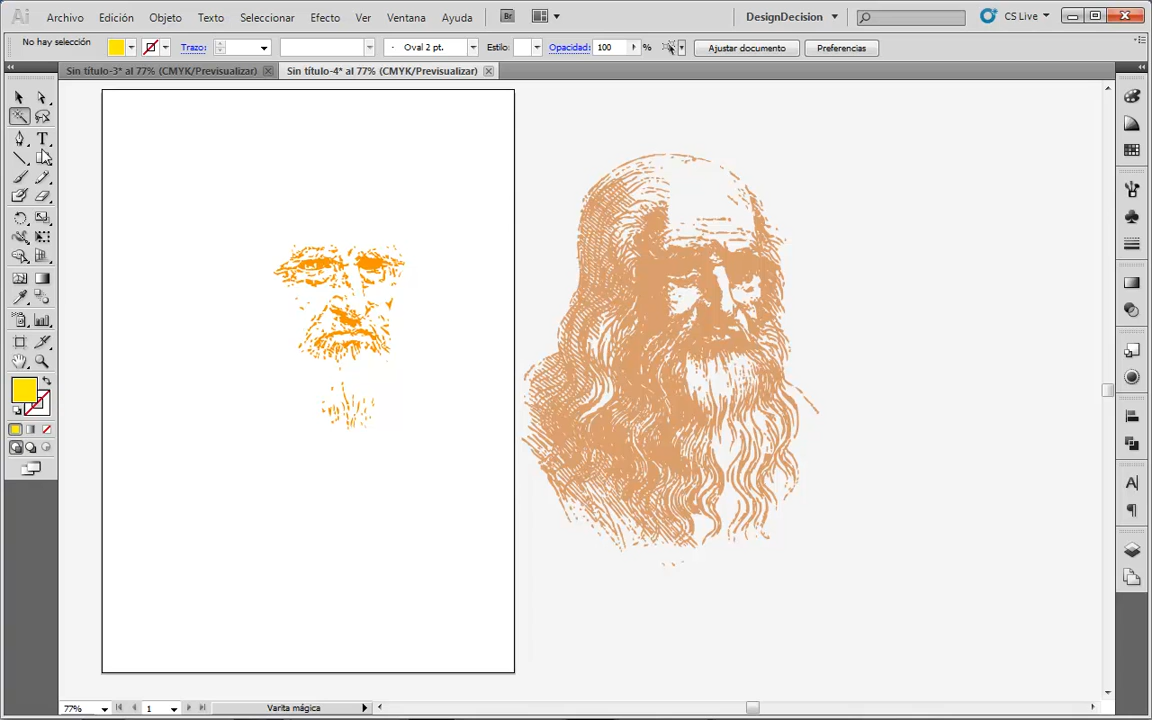 Ai Archivo Edición Objeto Texto Seleccionar Efecto Ver Ventana Ayuda Br DesignDecision CS Live
No hay selección Trazo: Oval 2 pt. Estilo: Opacidad: 100 % Ajustar documento Preferencias
Sin título-3* al 77% (CMYK/Previsualizar) Sin título-4* al 77% (CMYK/Previsualizar)
T
A
77% 1 Varita mágica